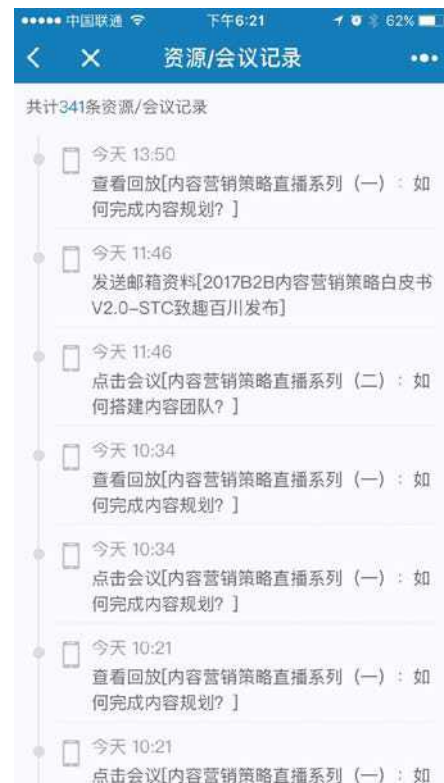 中国联通 下午6:21 62%
资源/会议记录
共计341条资源/会议记录
今天 13:50
查看回放[内容营销策略直播系列（一）：如
何完成内容规划？]
今天 11:46
发送邮箱资料[2017B2B内容营销策略白皮书
V2.0-STC致趣百川发布]
今天 11:46
点击会议[内容营销策略直播系列（二）：如
何搭建内容团队？]
今天 10:34
查看回放[内容营销策略直播系列（一）：如
何完成内容规划？]
今天 10:34
点击会议[内容营销策略直播系列（一）：如
何完成内容规划？]
今天 10:21
查看回放[内容营销策略直播系列（一）：如
何完成内容规划？]
今天 10:21
点击会议[内容营销策略直播系列（一）：如